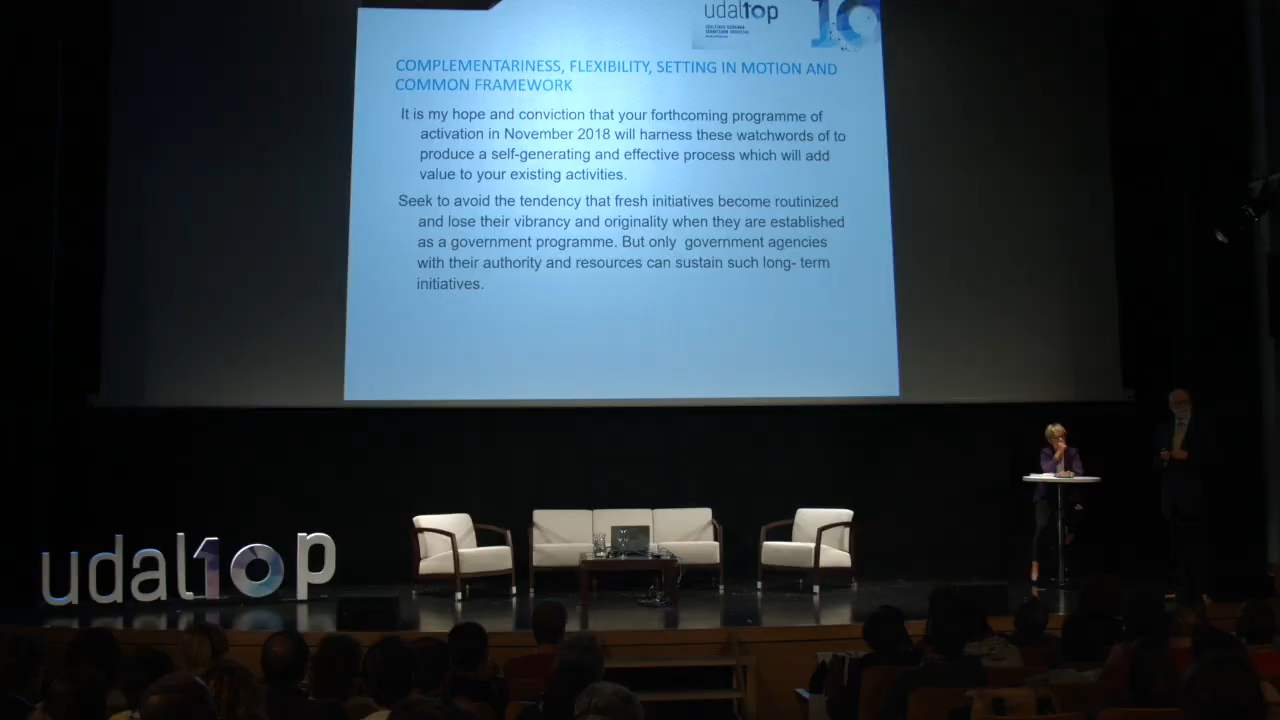 udaltop
10
COMPLEMENTARINESS, FLEXIBILITY, SETTING IN MOTION AND
COMMON FRAMEWORK
It is my hope and conviction that your forthcoming programme of
activation in November 2018 will harness these watchwords of to
produce a self-generating and effective process which will add
value to your existing activities.
Seek to avoid the tendency that fresh initiatives become routinized
and lose their vibrancy and originality when they are established
as a government programme. But only government agencies
with their authority and resources can sustain such long- term
initiatives.
udal10p